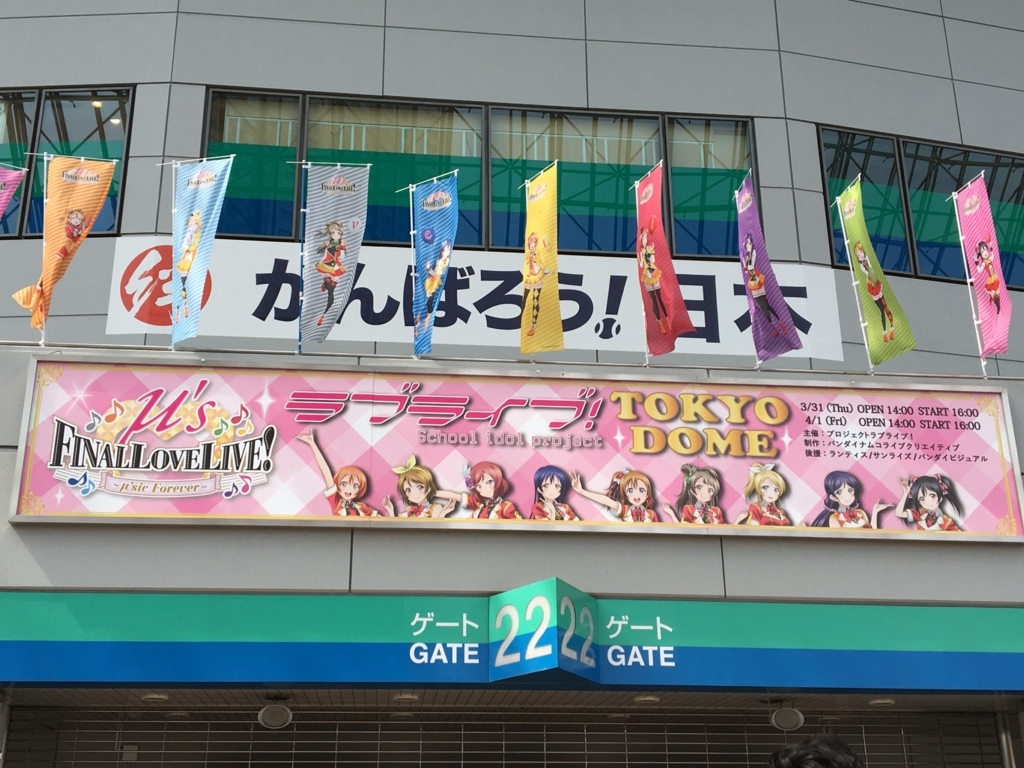 FINAL LOVELIVE!
絆
がんばろう!日本
μ's
FINAL LOVELIVE!
~μ'sic Forever~
ラブライブ!
School idol project
TOKYO
DOME
3/31 (Thu) OPEN 14:00 START 16:00
4/1 (Fri) OPEN 14:00 START 16:00
主催:プロジェクトラブライブ!
制作:バンダイナムコライブクリエイティブ
後援:ランティス/サンライズ/バンダイビジュアル
ゲート
GATE
22
22
ゲート
GATE